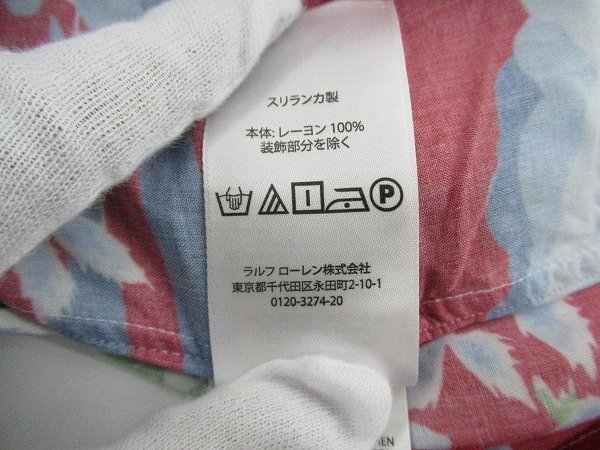 スリランカ製
本体: レーヨン 100%
装飾部分を除く
P
ラルフ ローレン株式会社
東京都千代田区永田町2-10-1
0120-3274-20